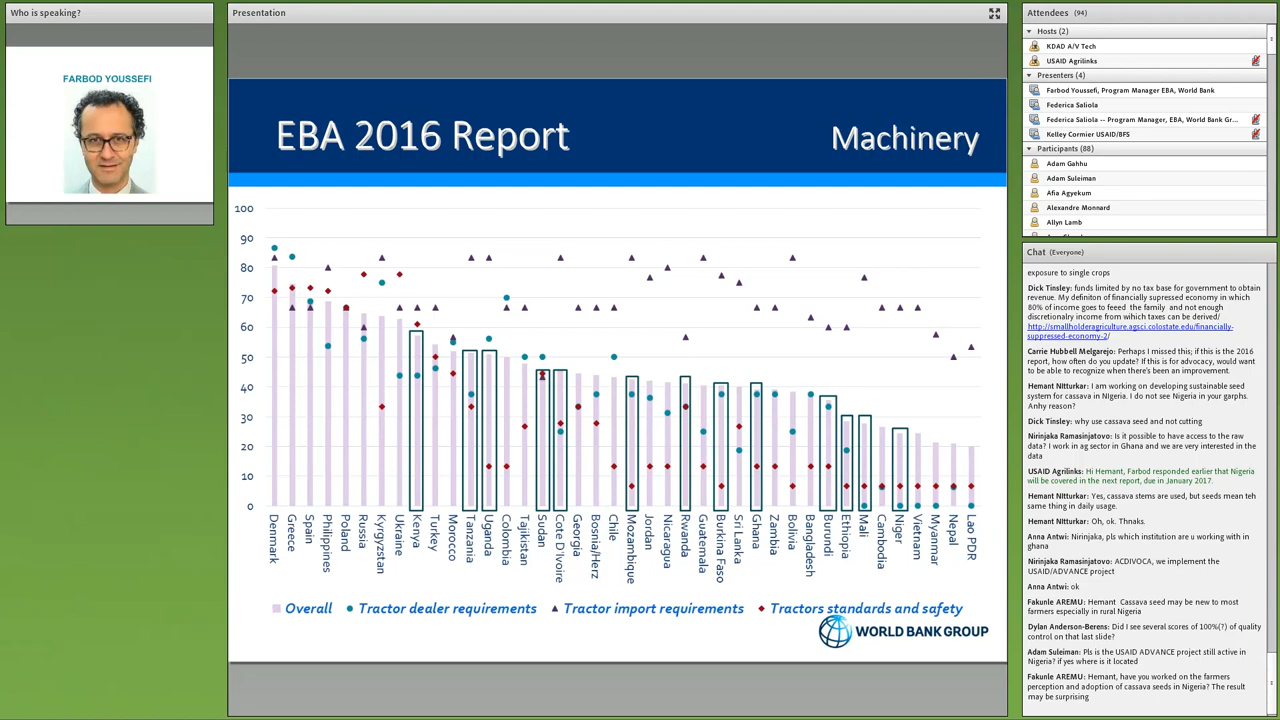 Who is speaking?
FARBOD YOUSSEFI
Presentation
EBA 2016 Report
Machinery
100
90
80
70
60
50
40
30
20
10
0
Denmark
Greece
Spain
Philippines
Poland
Russia
Kyrgyzstan
Ukraine
Kenya
Turkey
Morocco
Tanzania
Uganda
Colombia
Tajikistan
Sudan
Cote D'Ivoire
Georgia
Bosnia/Herz
Chile
Mozambique
Jordan
Nicaragua
Rwanda
Guatemala
Burkina Faso
Sri Lanka
Ghana
Zambia
Bolivia
Bangladesh
Burundi
Ethiopia
Mali
Cambodia
Niger
Vietnam
Myanmar
Nepal
Lao PDR
Overall
Tractor dealer requirements
Tractor import requirements
Tractors standards and safety
WORLD BANK GROUP
Attendees (94)
Hosts (2)
KDAD A/V Tech
USAID Agrilinks
Presenters (4)
Farbod Youssefi, Program Manager EBA, World Bank
Federica Saliola
Federica Saliola -- Program Manager, EBA, World Bank Gr...
Kelley Cormier USAID/BFS
Participants (88)
Adam Gahhu
Adam Suleiman
Afia Agyekum
Alexandre Monnard
Allyn Lamb
Chat (Everyone)
exposure to single crops
Dick Tinsley: funds limited by no tax base for government to obtain
revenue. My definiton of financially supressed economy in which
80% of income goes to feed the family and not enough
discretionalry income from which taxes can be derived/
http://smallholderagriculture.agsci.colostate.edu/financially-
suppressed-economy-2/
Carrie Hubbell Melgarejo: Perhaps I missed this; if this is the 2016
report, how often do you update? If this is for advocacy, would want
to be able to recognize when there's been an improvement.
Hemant NItturkar: I am working on developing sustainable seed
system for cassava in NIgeria. I do not see Nigeria in your garphs.
Anhy reason?
Dick Tinsley: why use cassava seed and not cutting
Nirinjaka Ramasinjatovo: Is it possible to have access to the raw
data? I work in ag sector in Ghana and we are very interested in the
data
USAID Agrilinks: Hi Hemant, Farbod responded earlier that Nigeria
will be covered in the next report, due in January 2017.
Hemant NItturkar: Yes, cassava stems are used, but seeds mean teh
same thing in daily usage.
Hemant NItturkar: Oh, ok. Thnaks.
Anna Antwi: Nirinjaka, pls which institution are u working with in
ghana
Nirinjaka Ramasinjatovo: ACDIVOCA, we implement the
USAID/ADVANCE project
Anna Antwi: ok
Fakunle AREMU: Hemant Cassava seed may be new to most
farmers especially in rural Nigeria
Dylan Anderson-Berens: Did I see several scores of 100%(?) of quality
control on that last slide?
Adam Suleiman: Pls is the USAID ADVANCE project still active in
Nigeria? if yes where is it located
Fakunle AREMU: Hemant, have you worked on the farmers
perception and adoption of cassava seeds in Nigeria? The result
may be surprising